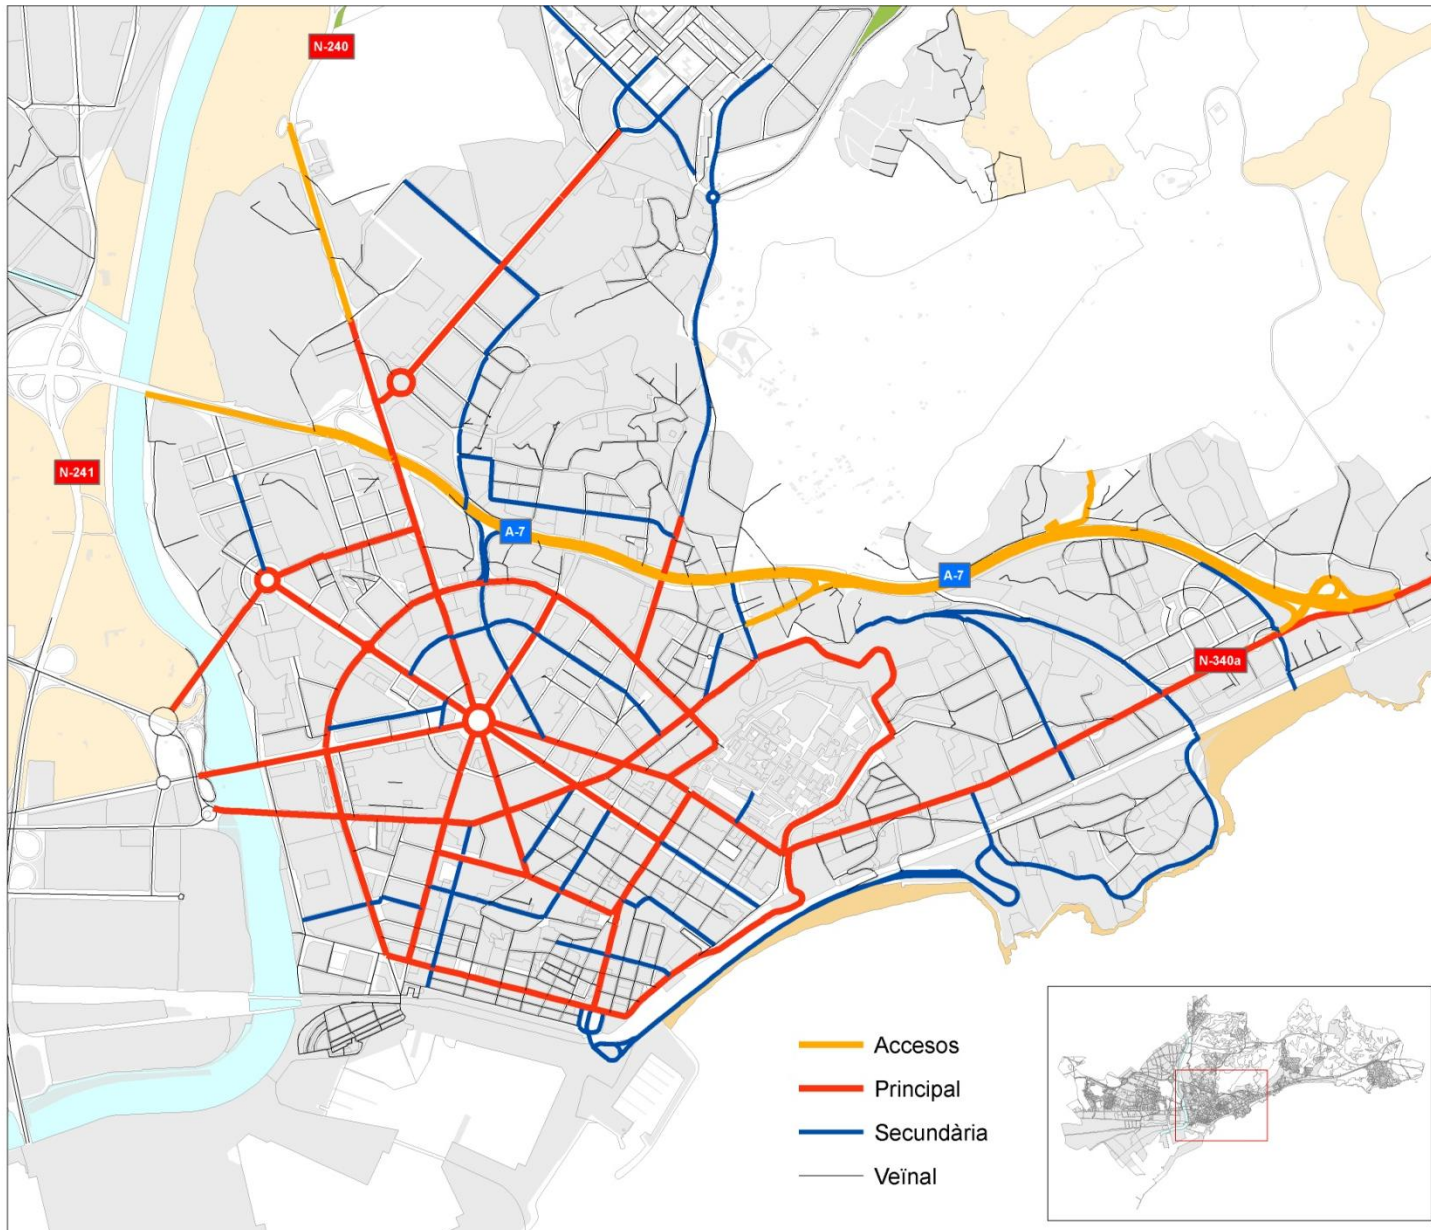 N-240
N-241
A-7
A-7
N-340a
Accesos
Principal
Secundària
Veïnal